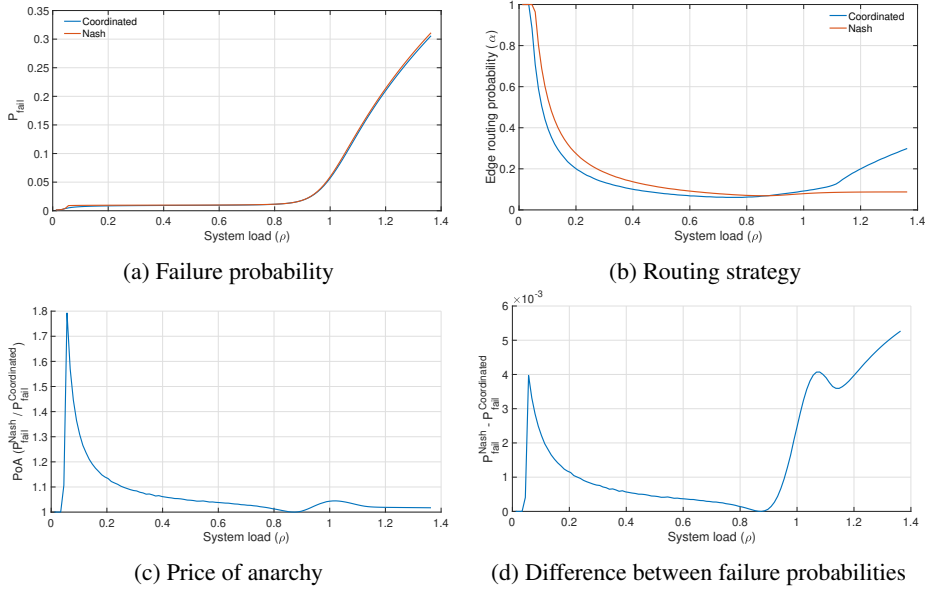 Coordinated
Nash
0.35
0.3
0.25
0.2
0.15
0.1
0.05
0
P_fail
0 0.2 0.4 0.6 0.8 1 1.2 1.4
System load (ρ)
(a) Failure probability
Coordinated
Nash
1
0.8
0.6
0.4
0.2
0
Edge routing probability (α)
0 0.2 0.4 0.6 0.8 1 1.2 1.4
System load (ρ)
(b) Routing strategy
1.8
1.7
1.6
1.5
1.4
1.3
1.2
1.1
1
PoA (P_fail^Nash / P_fail^Coordinated)
0 0.2 0.4 0.6 0.8 1 1.2 1.4
System load (ρ)
(c) Price of anarchy
×10^-3
6
5
4
3
2
1
0
P_fail^Nash - P_fail^Coordinated
0 0.2 0.4 0.6 0.8 1 1.2 1.4
System load (ρ)
(d) Difference between failure probabilities